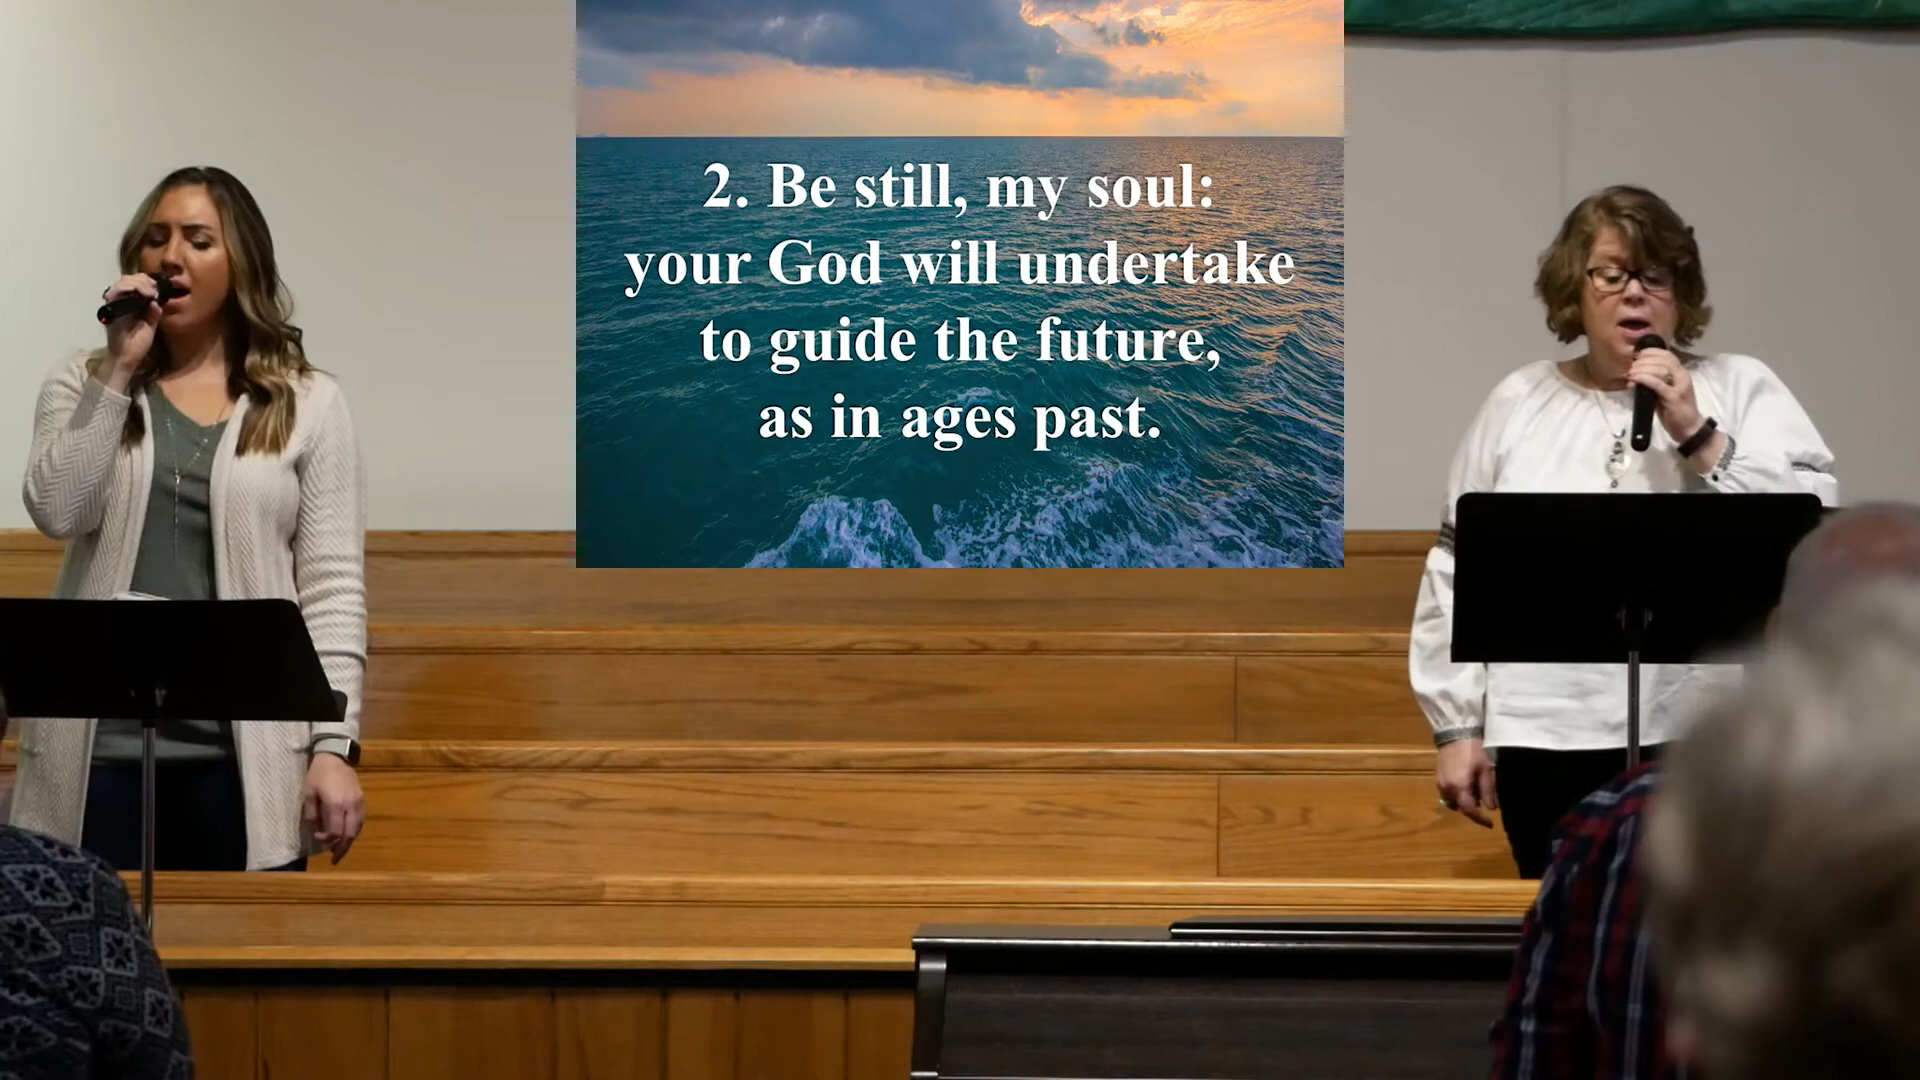 2. Be still, my soul:
your God will undertake
to guide the future,
as in ages past.